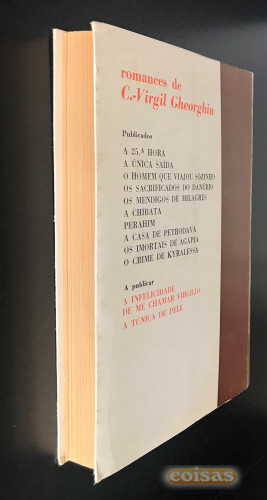 romances de
C.-Virgil Gheorghiu
Publicados
A 25.ª HORA
A ÚNICA SAÍDA
O HOMEM QUE VIAJOU SÒZINHO
OS SACRIFICADOS DO DANÚBIO
OS MENDIGOS DE MILAGRES
A CHIBATA
PERAHIM
A CASA DE PETRODAVA
OS IMORTAIS DE AGAPIA
O CRIME DE KYRALESSA
A publicar
A INFELICIDADE
DE ME CHAMAR VIRGÍLIO
A TÚNICA DE PELE
coisas